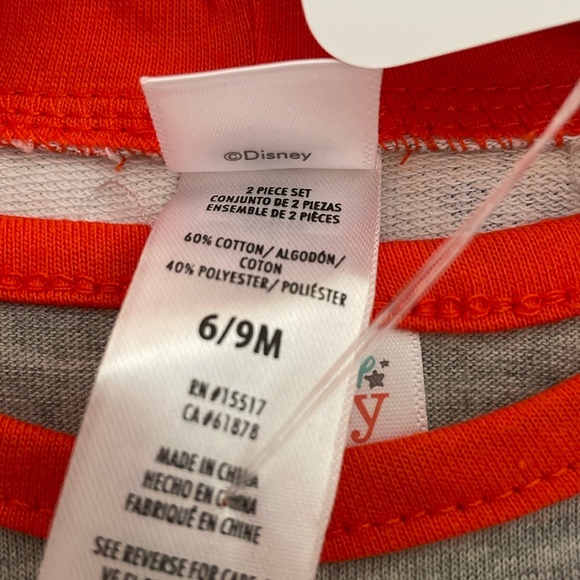 ©Disney
2 PIECE SET
CONJUNTO DE 2 PIEZAS
ENSEMBLE DE 2 PIÈCES
60% COTTON/ALGODÓN/
COTON
40% POLYESTER/POLIÉSTER
6/9M
RN #15517
CA #61878
MADE IN CHINA
HECHO EN CHINA
FABRIQUÉ EN CHINE
SEE REVERSE FOR CARE
P
y